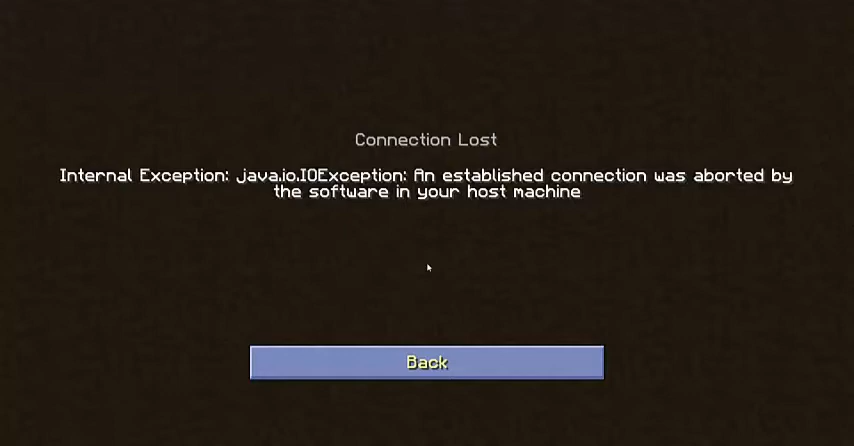 Connection Lost
Internal Exception: java.io.IOException: An established connection was aborted by
the software in your host machine
Back